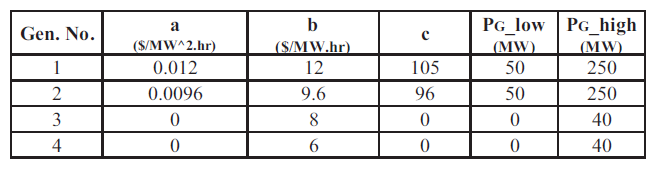 Gen. No. a ($/MW^2.hr) b ($/MW.hr) c PG_low (MW) PG_high (MW)
1 0.012 12 105 50 250
2 0.0096 9.6 96 50 250
3 0 8 0 0 40
4 0 6 0 0 40